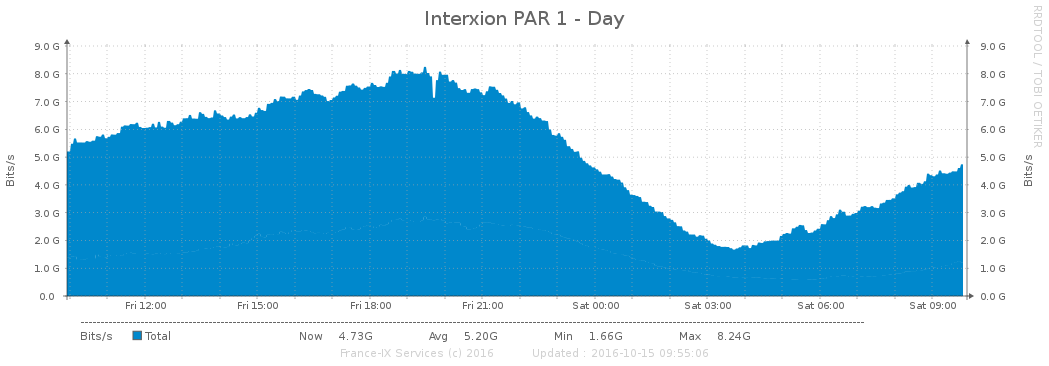 Interxion PAR 1 - Day
RRDTOOL / TOBI OETIKER
Bits/s
9.0 G
8.0 G
7.0 G
6.0 G
5.0 G
4.0 G
3.0 G
2.0 G
1.0 G
0.0
9.0 G
8.0 G
7.0 G
6.0 G
5.0 G
4.0 G
3.0 G
2.0 G
1.0 G
0.0 G
Bits/s
Fri 12:00 Fri 15:00 Fri 18:00 Fri 21:00 Sat 00:00 Sat 03:00 Sat 06:00 Sat 09:00
Bits/s Total Now 4.73G Avg 5.20G Min 1.66G Max 8.24G
France-IX Services (c) 2016 Updated : 2016-10-15 09:55:06